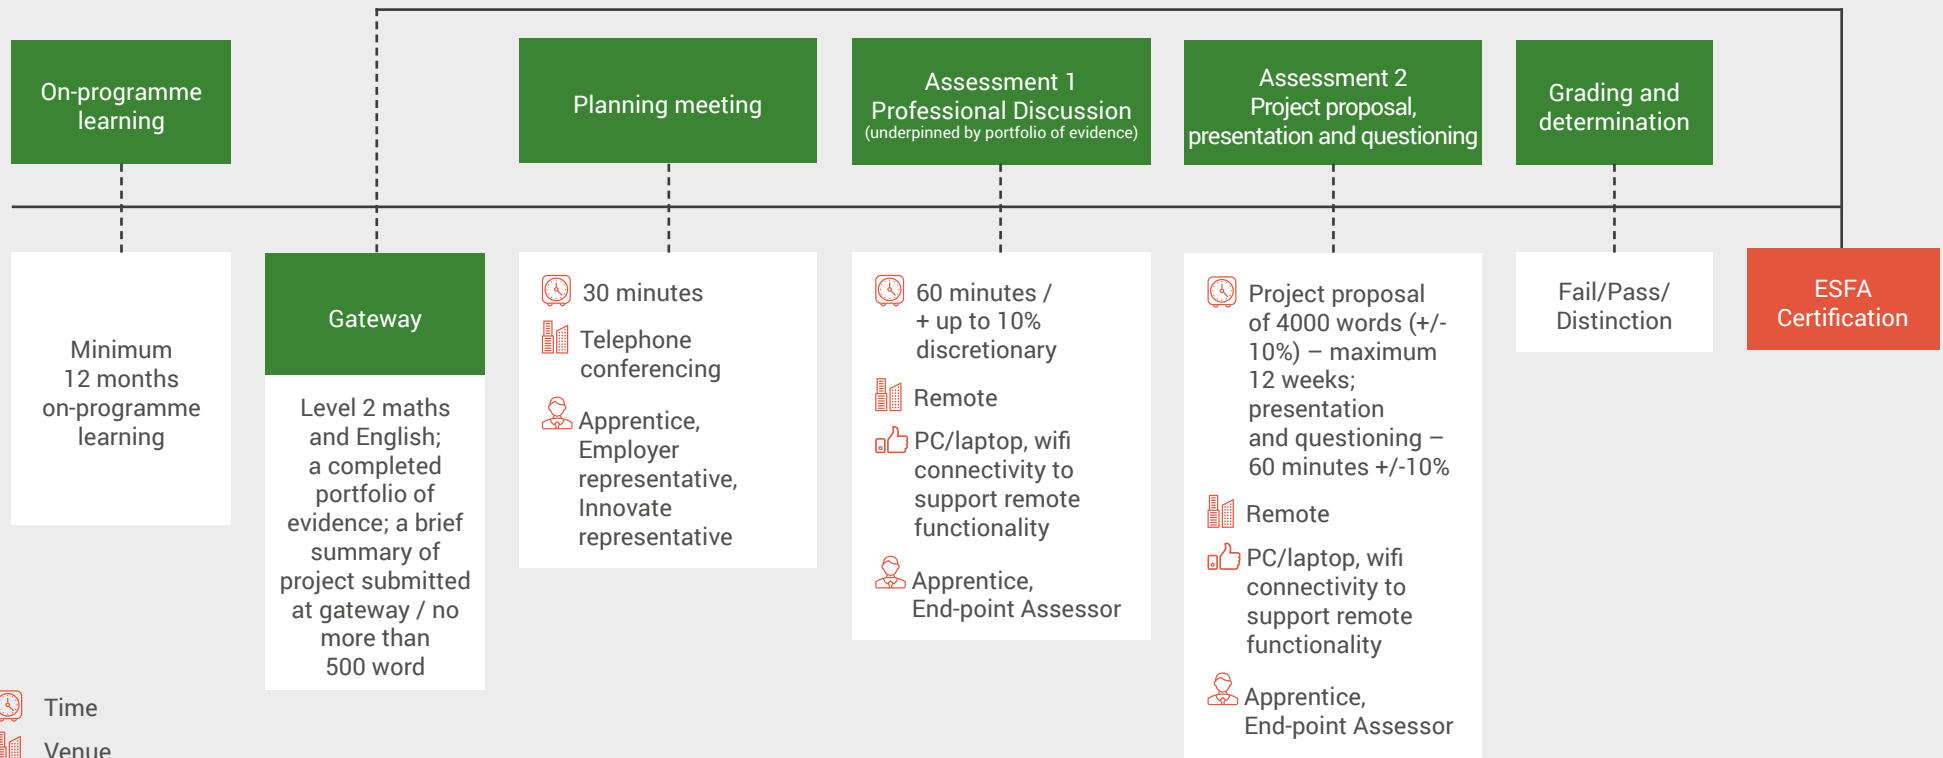 On-programme
learning
Planning meeting
Assessment 1
Professional Discussion
(underpinned by portfolio of evidence)
Assessment 2
Project proposal,
presentation and questioning
Grading and
determination
Minimum
12 months
on-programme
learning
Gateway
Level 2 maths
and English;
a completed
portfolio of
evidence; a brief
summary of
project submitted
at gateway / no
more than
500 word
30 minutes
Telephone
conferencing
Apprentice,
Employer
representative,
Innovate
representative
60 minutes /
+ up to 10%
discretionary
Remote
PC/laptop, wifi
connectivity to
support remote
functionality
Apprentice,
End-point Assessor
Project proposal
of 4000 words (+/-
10%) – maximum
12 weeks;
presentation
and questioning –
60 minutes +/-10%
Remote
PC/laptop, wifi
connectivity to
support remote
functionality
Apprentice,
End-point Assessor
Fail/Pass/
Distinction
ESFA
Certification
Time
Venue